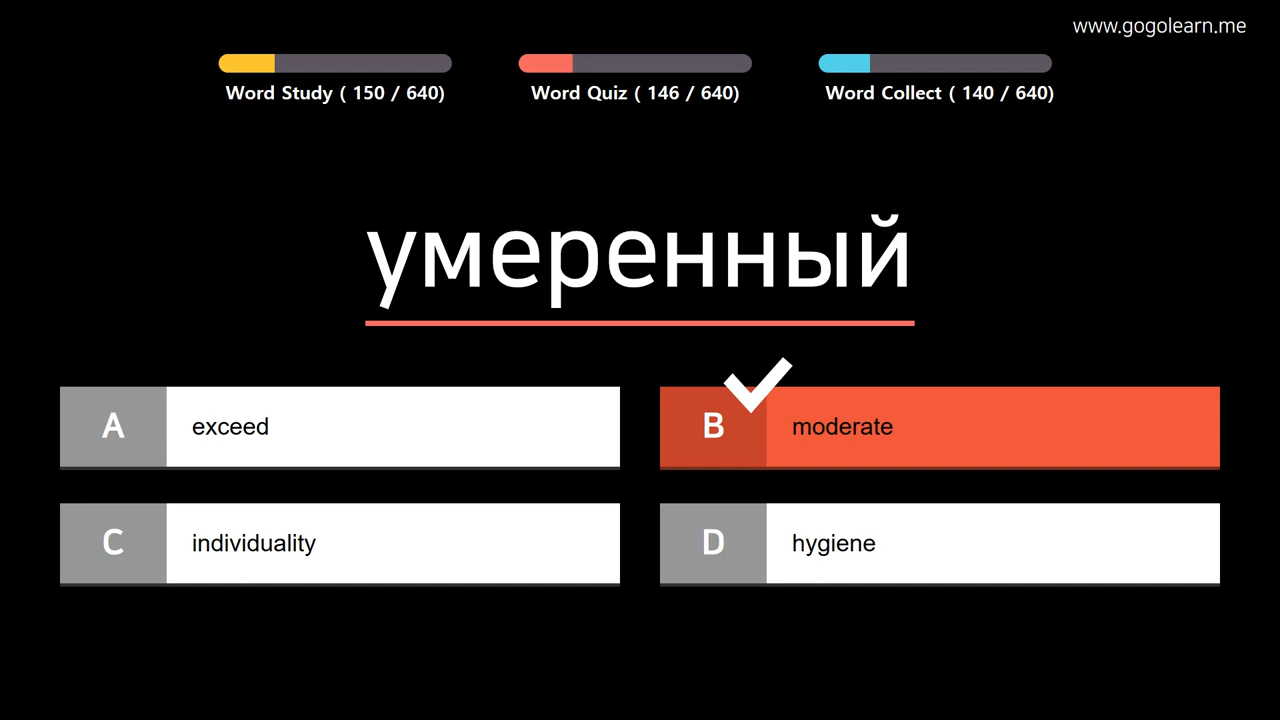 www.gogolearn.me
Word Study ( 150 / 640)
Word Quiz ( 146 / 640)
Word Collect ( 140 / 640)
умеренный
A exceed
B moderate
C individuality
D hygiene